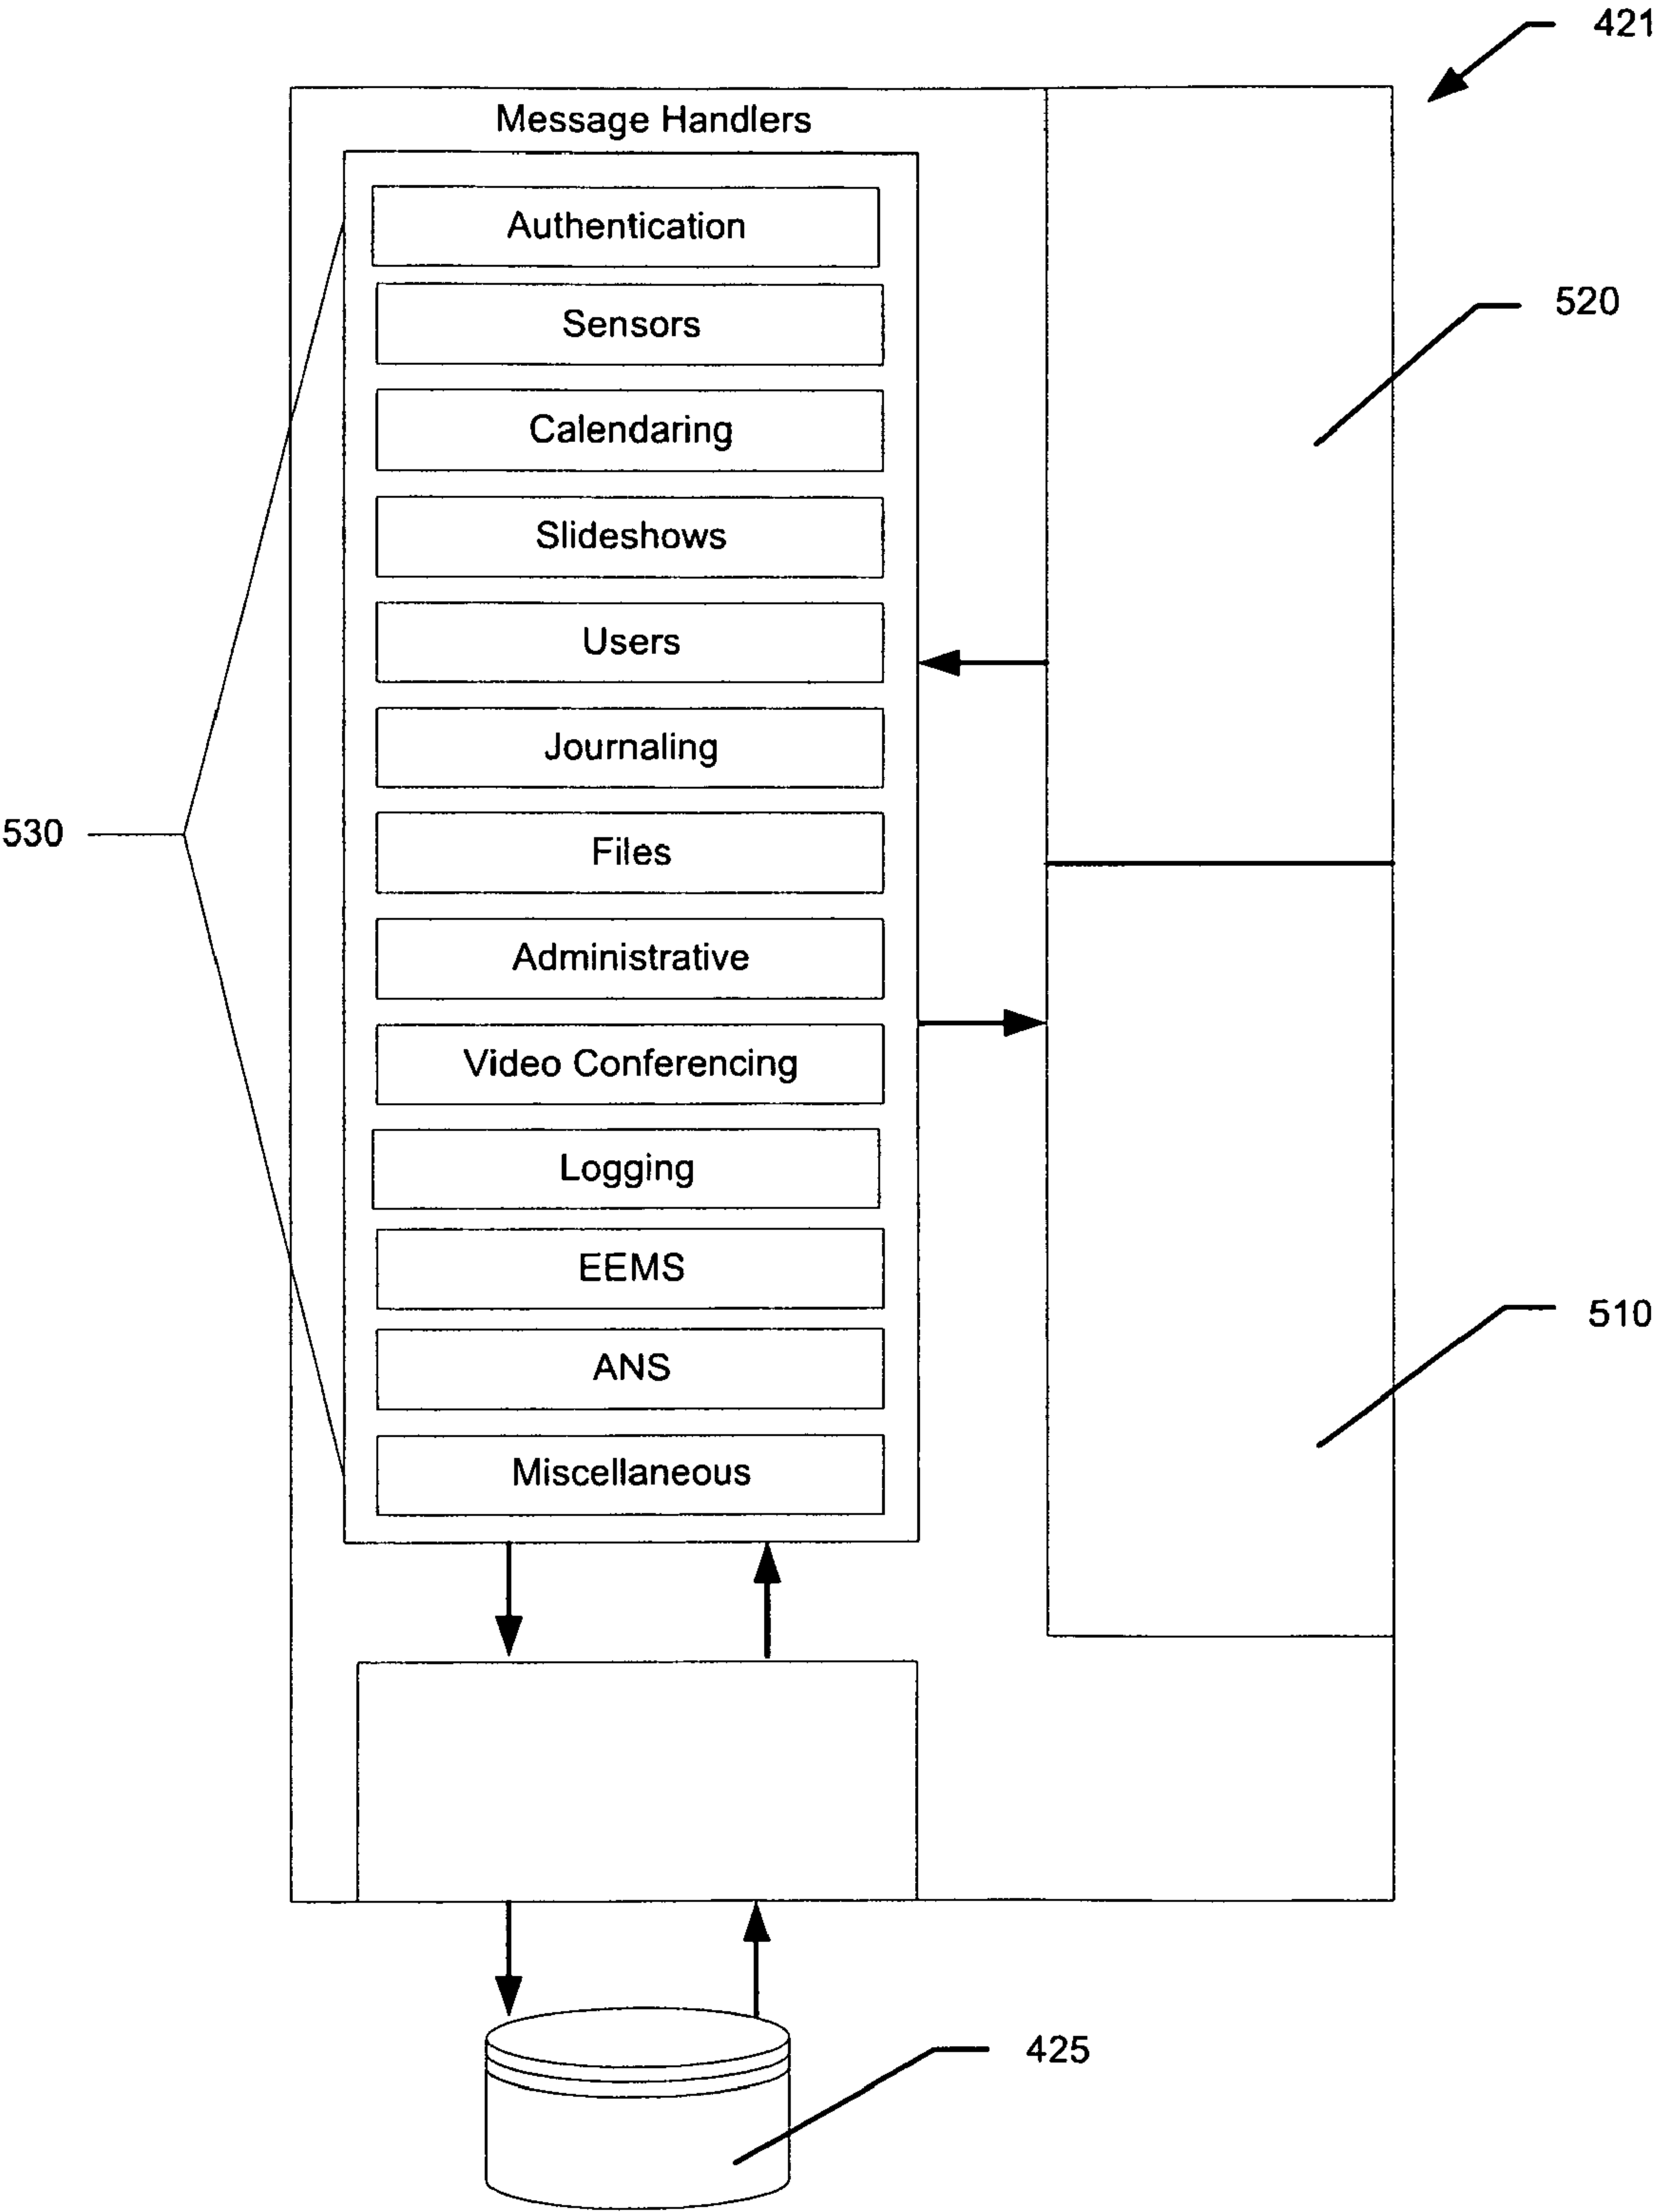 421
Message Handlers
Authentication
520
Sensors
Calendaring
Slideshows
Users
Journaling
530
Files
Administrative
Video Conferencing
Logging
EEMS
510
ANS
Miscellaneous
425